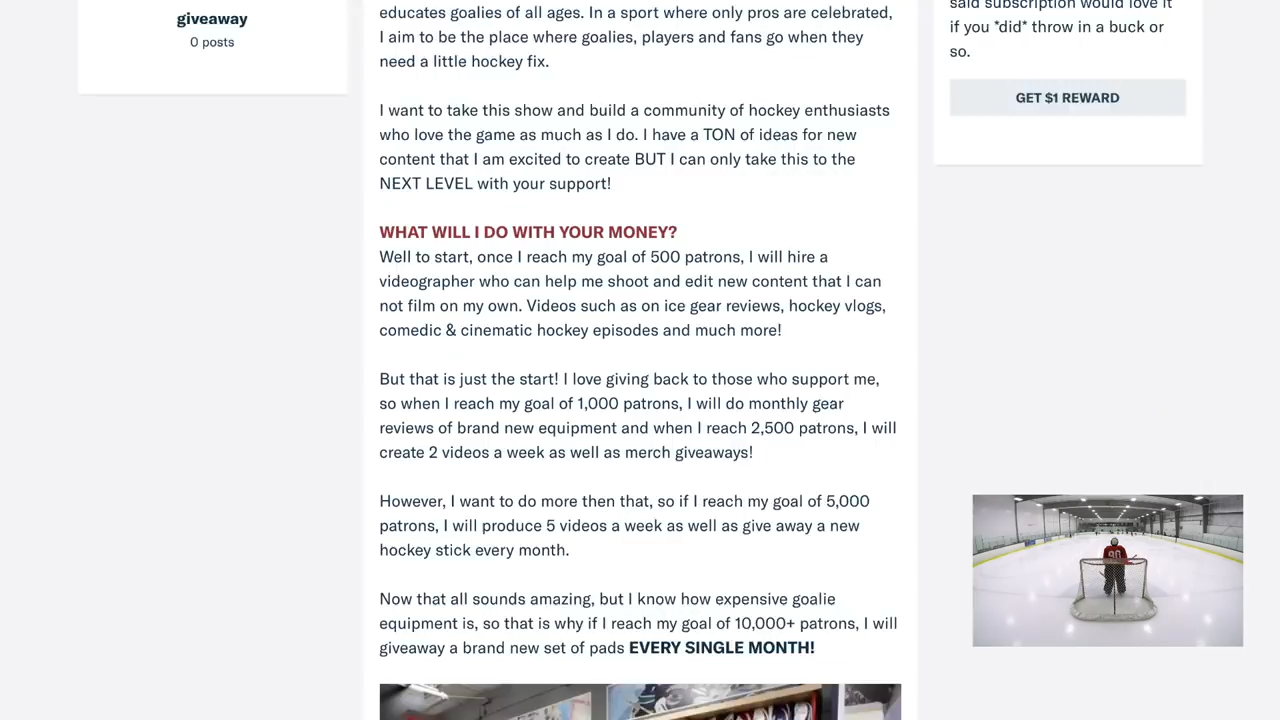 giveaway
0 posts
educates goalies of all ages. In a sport where only pros are celebrated,
I aim to be the place where goalies, players and fans go when they
need a little hockey fix.
I want to take this show and build a community of hockey enthusiasts
who love the game as much as I do. I have a TON of ideas for new
content that I am excited to create BUT I can only take this to the
NEXT LEVEL with your support!
WHAT WILL I DO WITH YOUR MONEY?
Well to start, once I reach my goal of 500 patrons, I will hire a
videographer who can help me shoot and edit new content that I can
not film on my own. Videos such as on ice gear reviews, hockey vlogs,
comedic & cinematic hockey episodes and much more!
But that is just the start! I love giving back to those who support me,
so when I reach my goal of 1,000 patrons, I will do monthly gear
reviews of brand new equipment and when I reach 2,500 patrons, I will
create 2 videos a week as well as merch giveaways!
However, I want to do more then that, so if I reach my goal of 5,000
patrons, I will produce 5 videos a week as well as give away a new
hockey stick every month.
Now that all sounds amazing, but I know how expensive goalie
equipment is, so that is why if I reach my goal of 10,000+ patrons, I will
giveaway a brand new set of pads EVERY SINGLE MONTH!
said subscription would love it
if you *did* throw in a buck or
so.
GET $1 REWARD
90